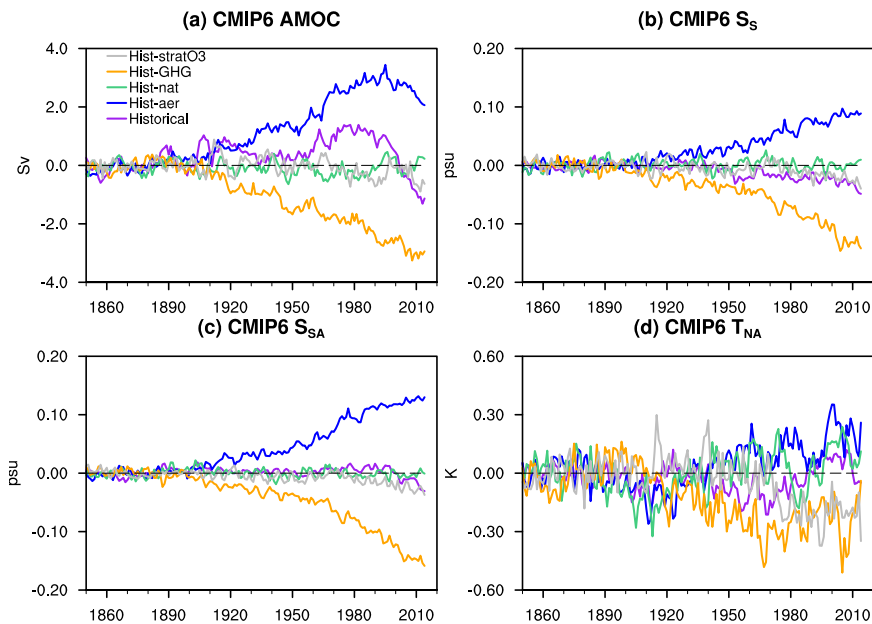 (a) CMIP6 AMOC
4.0
2.0
0.0
-2.0
-4.0
Sv
Hist-stratO3
Hist-GHG
Hist-nat
Hist-aer
Historical
1860 1890 1920 1950 1980 2010
(b) CMIP6 SS
0.20
0.10
0.00
-0.10
-0.20
psu
1860 1890 1920 1950 1980 2010
(c) CMIP6 SSA
0.20
0.10
0.00
-0.10
-0.20
psu
1860 1890 1920 1950 1980 2010
(d) CMIP6 TNA
0.60
0.30
0.00
-0.30
-0.60
K
1860 1890 1920 1950 1980 2010